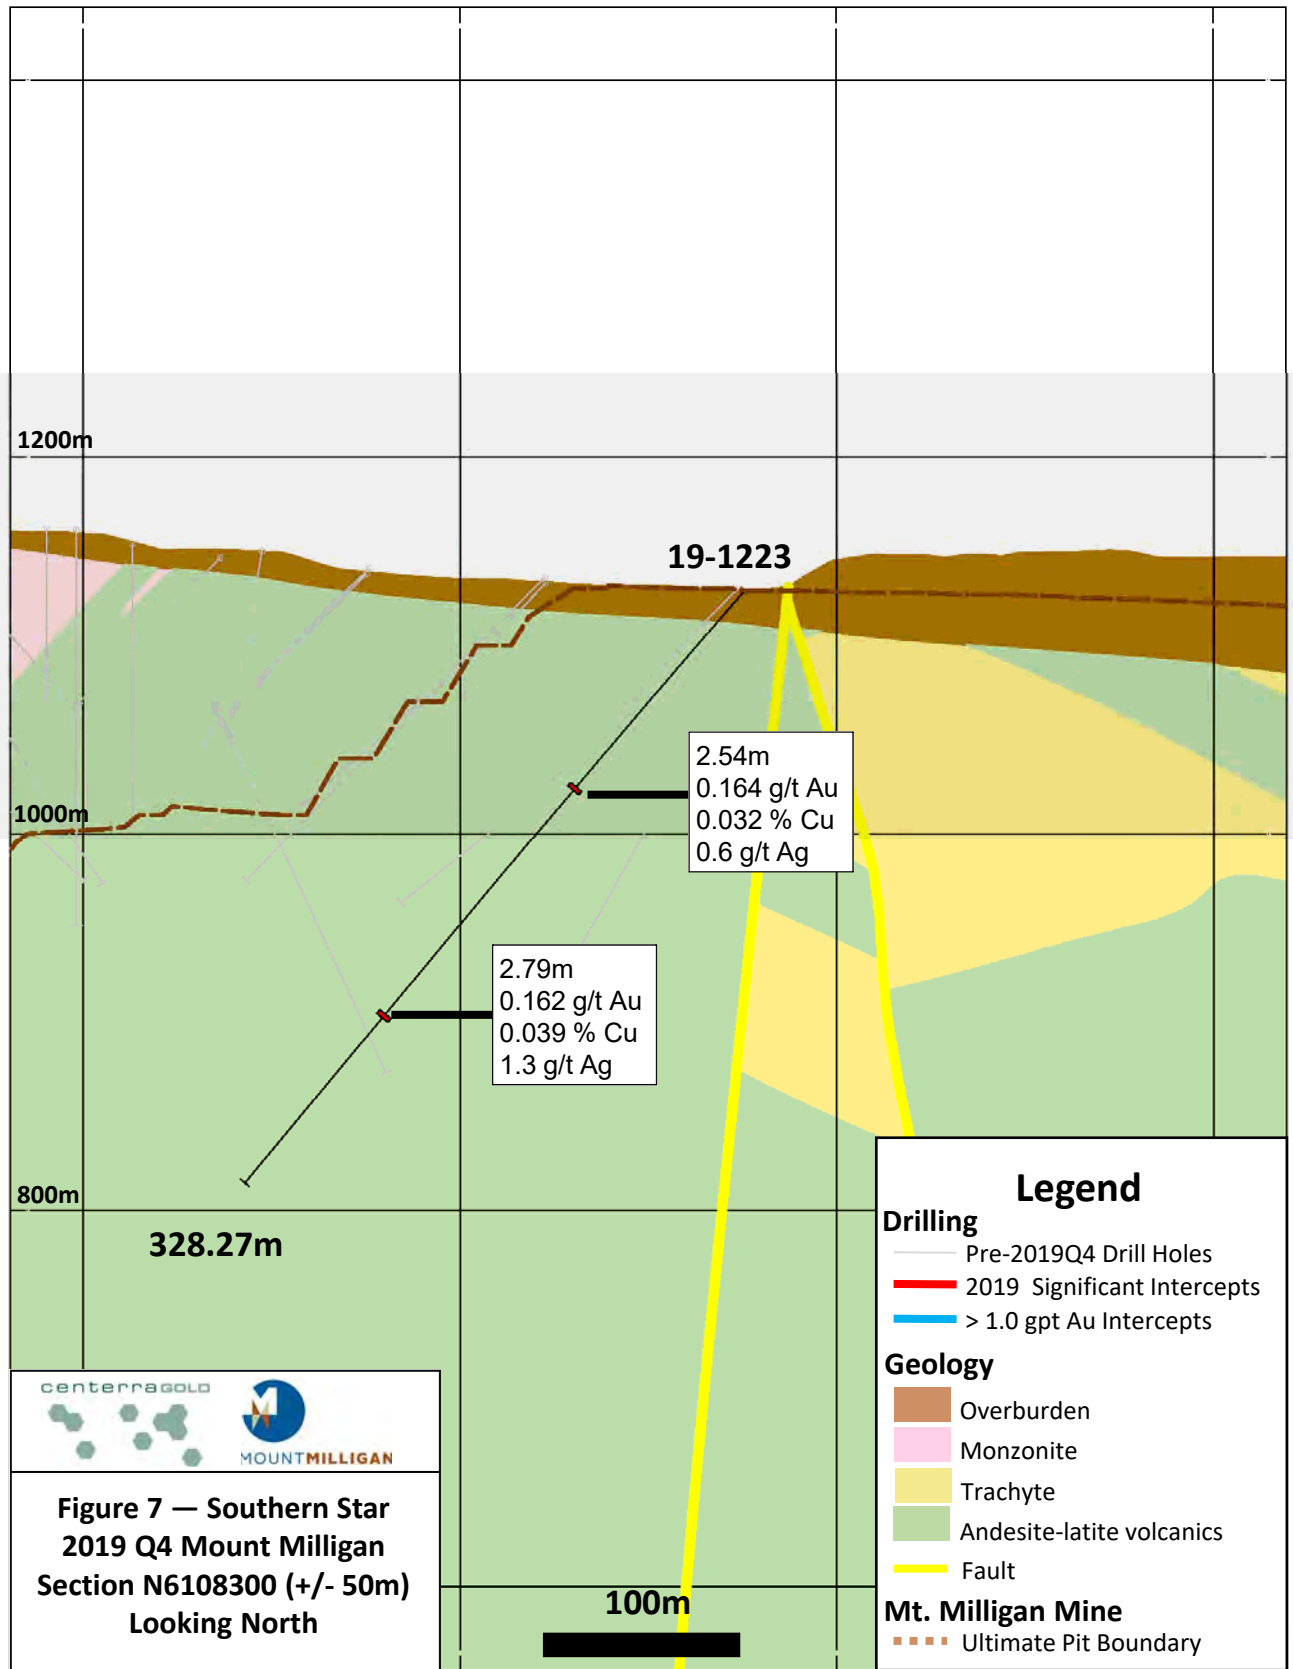 1200m
19-1223
2.54m
0.164 g/t Au
0.032 % Cu
0.6 g/t Ag
1000m
2.79m
0.162 g/t Au
0.039 % Cu
1.3 g/t Ag
800m
328.27m
Legend
Drilling
Pre-2019Q4 Drill Holes
2019 Significant Intercepts
> 1.0 gpt Au Intercepts
Geology
Overburden
Monzonite
Trachyte
Andesite-latite volcanics
Fault
Mt. Milligan Mine
Ultimate Pit Boundary
centerraGOLD
MOUNTMILLIGAN
Figure 7 — Southern Star
2019 Q4 Mount Milligan
Section N6108300 (+/- 50m)
Looking North
100m